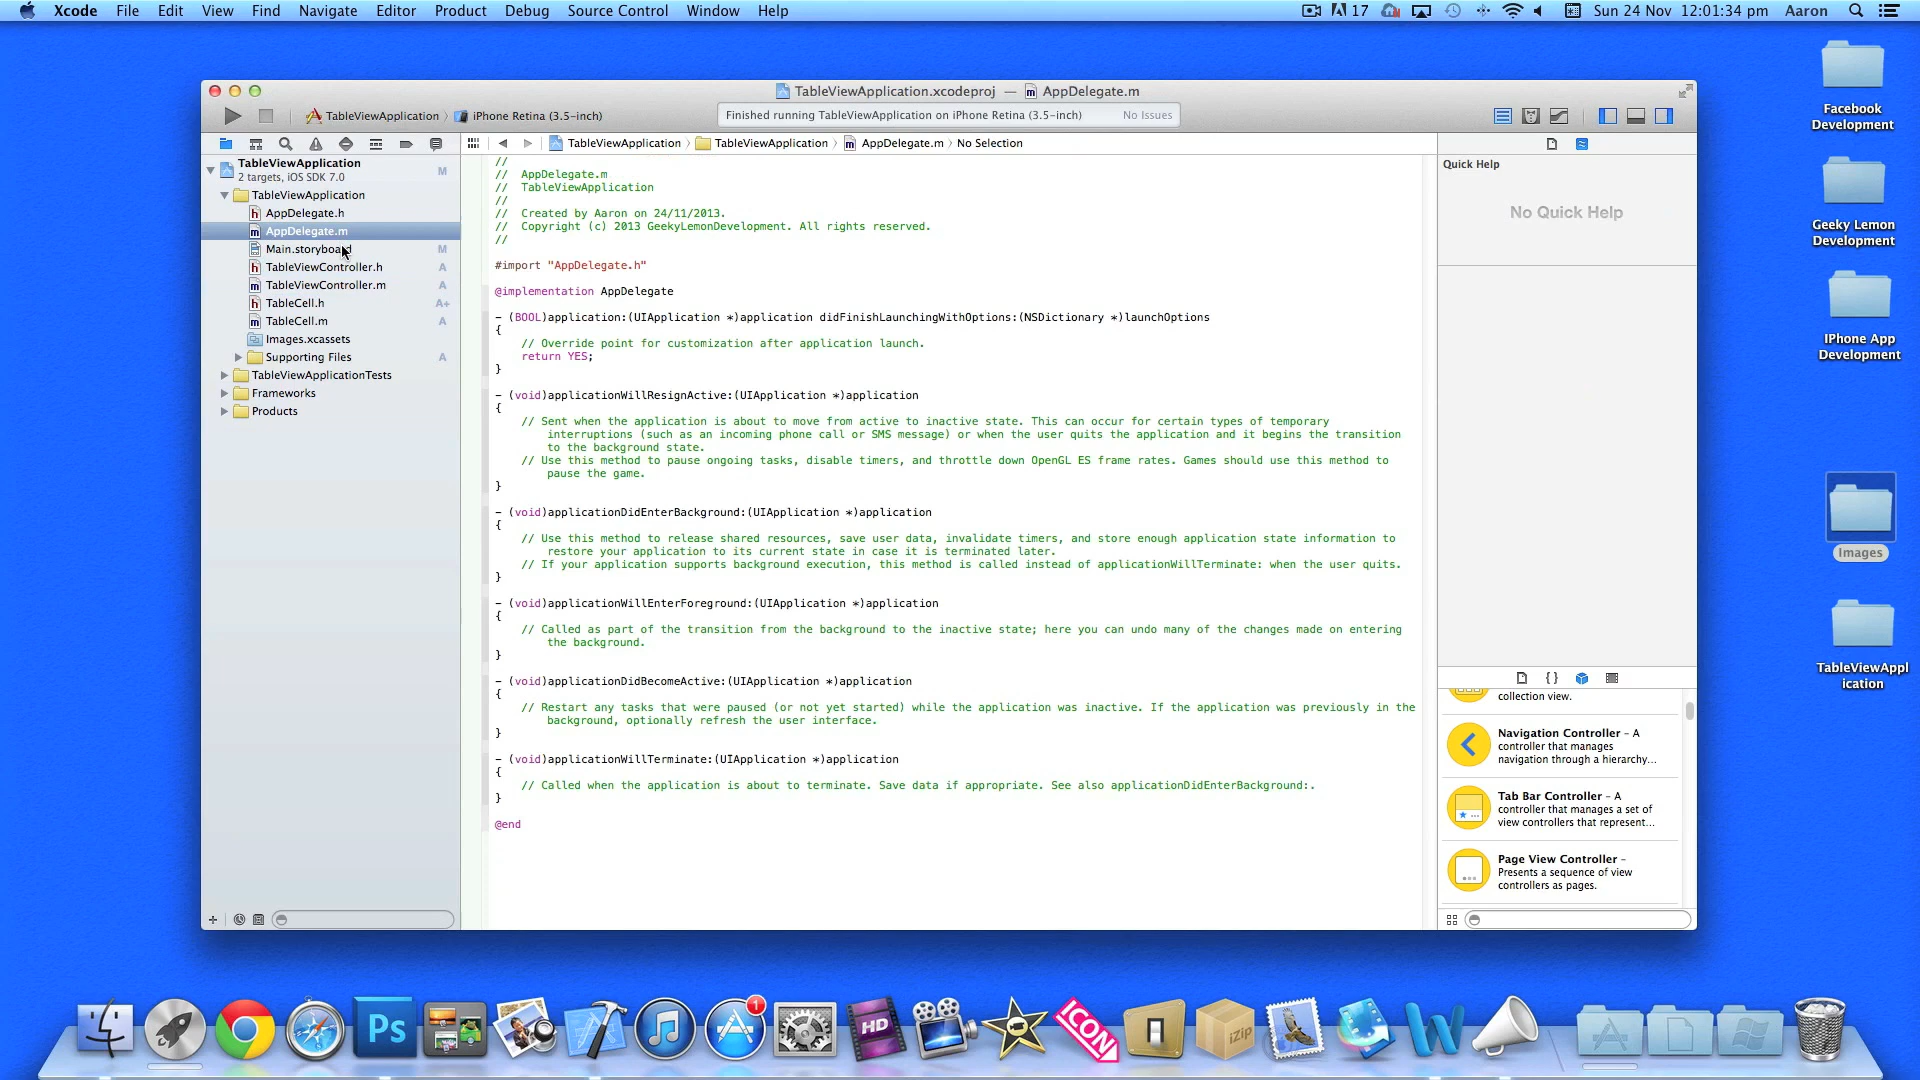 Xcode File Edit View Find Navigate Editor Product Debug Source Control Window Help 17 Sun 24 Nov 12:01:34 pm Aaron
TableViewApplication.xcodeproj — AppDelegate.m
TableViewApplication iPhone Retina (3.5-inch)
Finished running TableViewApplication on iPhone Retina (3.5-inch) No Issues
TableViewApplication TableViewApplication AppDelegate.m No Selection
TableViewApplication M
2 targets, iOS SDK 7.0
TableViewApplication
AppDelegate.h
AppDelegate.m
Main.storyboard M
TableViewController.h A
TableViewController.m A
TableCell.h A+
TableCell.m A
Images.xcassets
Supporting Files A
TableViewApplicationTests
Frameworks
Products
//
// AppDelegate.m
// TableViewApplication
//
// Created by Aaron on 24/11/2013.
// Copyright (c) 2013 GeekyLemonDevelopment. All rights reserved.
//
#import "AppDelegate.h"
@implementation AppDelegate
- (BOOL)application:(UIApplication *)application didFinishLaunchingWithOptions:(NSDictionary *)launchOptions
{
// Override point for customization after application launch.
return YES;
}
- (void)applicationWillResignActive:(UIApplication *)application
{
// Sent when the application is about to move from active to inactive state. This can occur for certain types of temporary
interruptions (such as an incoming phone call or SMS message) or when the user quits the application and it begins the transition
to the background state.
// Use this method to pause ongoing tasks, disable timers, and throttle down OpenGL ES frame rates. Games should use this method to
pause the game.
}
- (void)applicationDidEnterBackground:(UIApplication *)application
{
// Use this method to release shared resources, save user data, invalidate timers, and store enough application state information to
restore your application to its current state in case it is terminated later.
// If your application supports background execution, this method is called instead of applicationWillTerminate: when the user quits.
}
- (void)applicationWillEnterForeground:(UIApplication *)application
{
// Called as part of the transition from the background to the inactive state; here you can undo many of the changes made on entering
the background.
}
- (void)applicationDidBecomeActive:(UIApplication *)application
{
// Restart any tasks that were paused (or not yet started) while the application was inactive. If the application was previously in the
background, optionally refresh the user interface.
}
- (void)applicationWillTerminate:(UIApplication *)application
{
// Called when the application is about to terminate. Save data if appropriate. See also applicationDidEnterBackground:.
}
@end
Quick Help
No Quick Help
{ }
collection view.
Navigation Controller – A
controller that manages
navigation through a hierarchy...
Tab Bar Controller – A
controller that manages a set of
view controllers that represent...
Page View Controller –
Presents a sequence of view
controllers as pages.
Facebook
Development
Geeky Lemon
Development
IPhone App
Development
Images
TableViewAppl
ication
Ps
1
HD
ICON
iZip
W